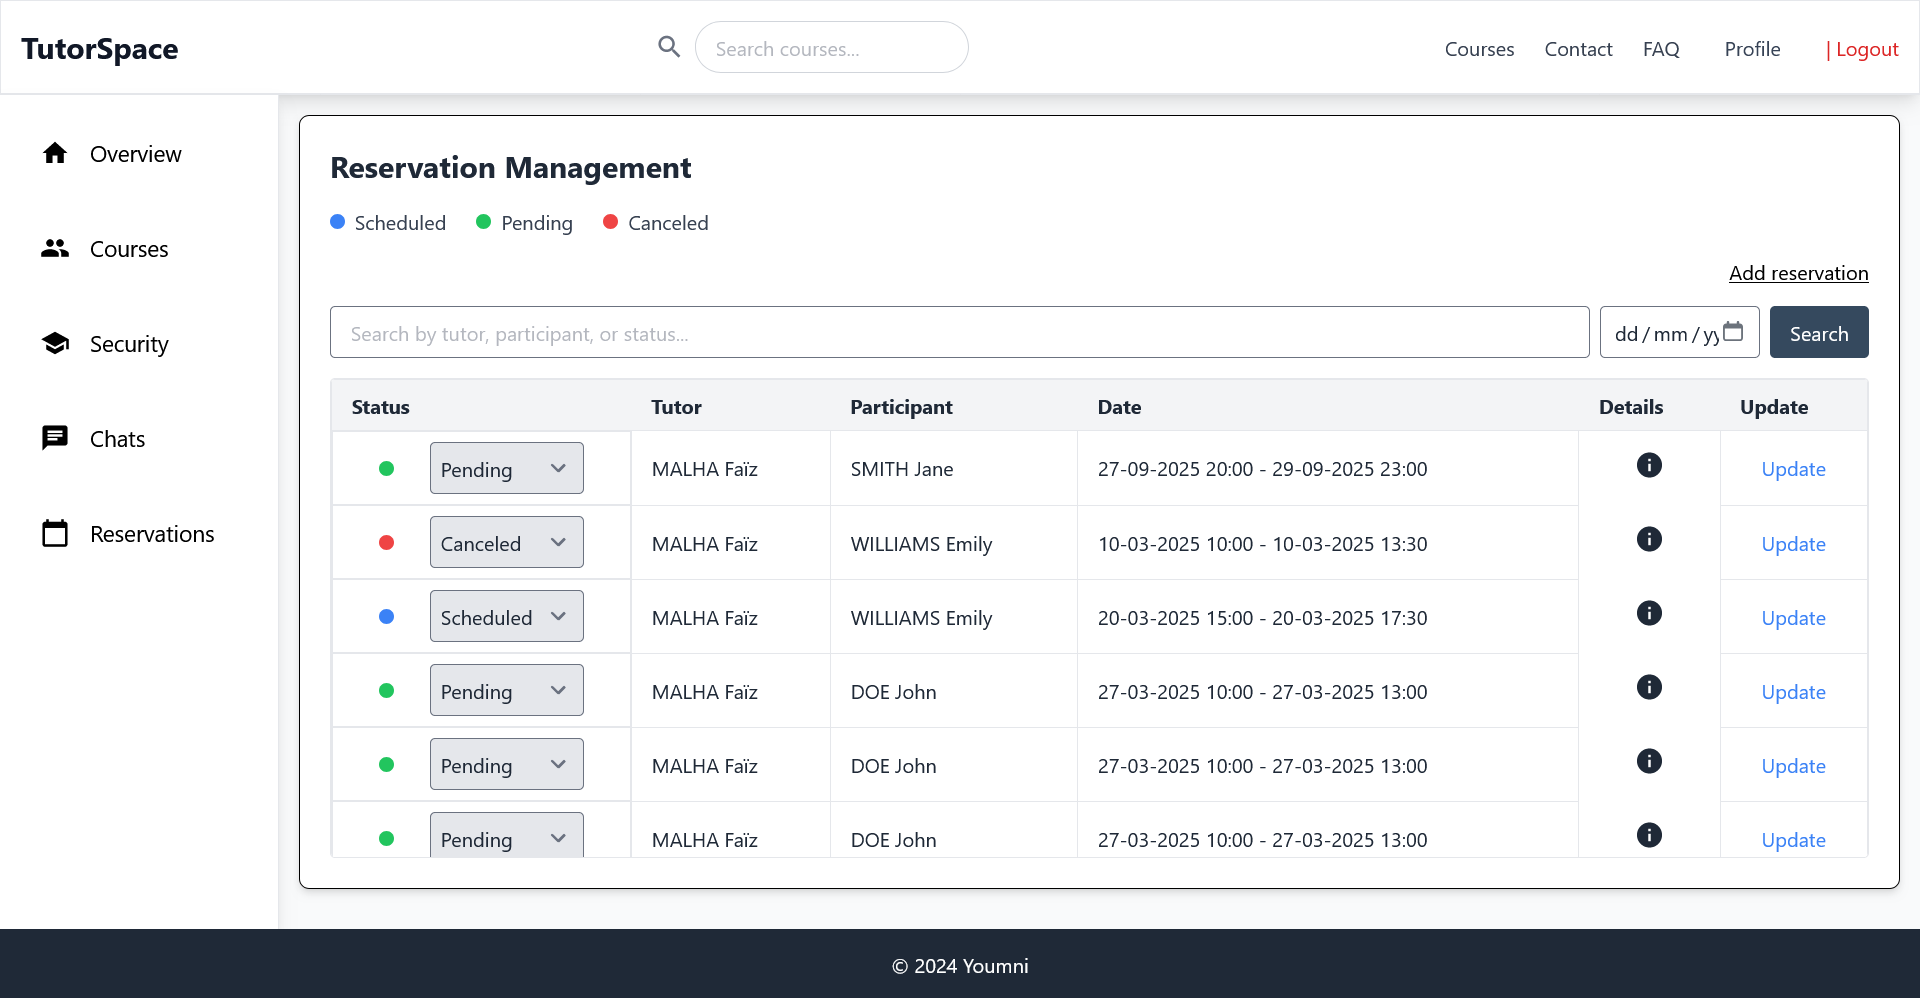 TutorSpace
Search courses...
Courses Contact FAQ Profile | Logout
Overview
Courses
Security
Chats
Reservations
Reservation Management
Scheduled Pending Canceled
Add reservation
Search by tutor, participant, or status...
dd/mm/yy
Search
Status Tutor Participant Date Details Update
Pending MALHA Faïz SMITH Jane 27-09-2025 20:00 - 29-09-2025 23:00 Update
Canceled MALHA Faïz WILLIAMS Emily 10-03-2025 10:00 - 10-03-2025 13:30 Update
Scheduled MALHA Faïz WILLIAMS Emily 20-03-2025 15:00 - 20-03-2025 17:30 Update
Pending MALHA Faïz DOE John 27-03-2025 10:00 - 27-03-2025 13:00 Update
Pending MALHA Faïz DOE John 27-03-2025 10:00 - 27-03-2025 13:00 Update
Pending MALHA Faïz DOE John 27-03-2025 10:00 - 27-03-2025 13:00 Update
© 2024 Youmni